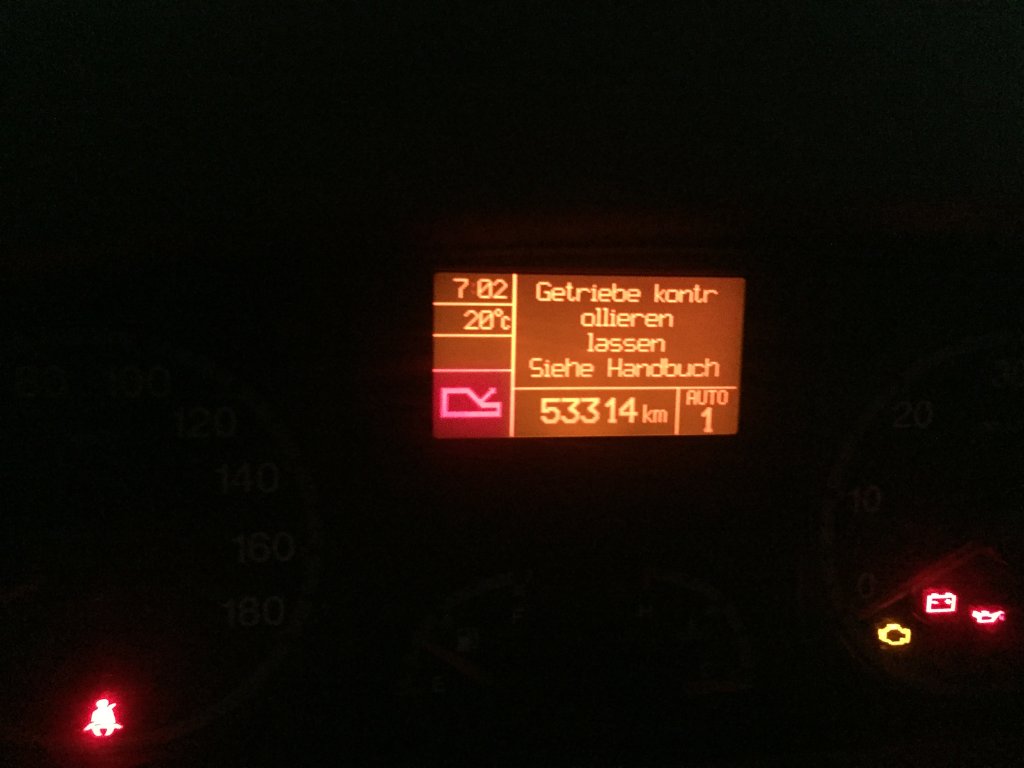 7:02
20°c
Getriebe kontr
ollieren
lassen
Siehe Handbuch
53314 km
AUTO
1
100
120
140
160
180
20
10
0